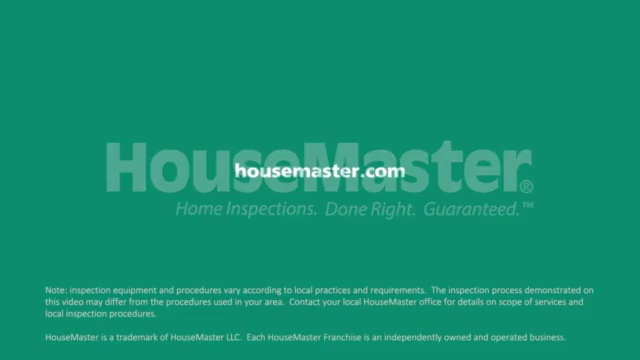 HouseMaster®
housemaster.com
Home Inspections. Done Right. Guaranteed.™
Note: inspection equipment and procedures vary according to local practices and requirements. The inspection process demonstrated on
this video may differ from the procedures used in your area. Contact your local HouseMaster office for details on scope of services and
local inspection procedures.
HouseMaster is a trademark of HouseMaster LLC. Each HouseMaster Franchise is an independently owned and operated business.